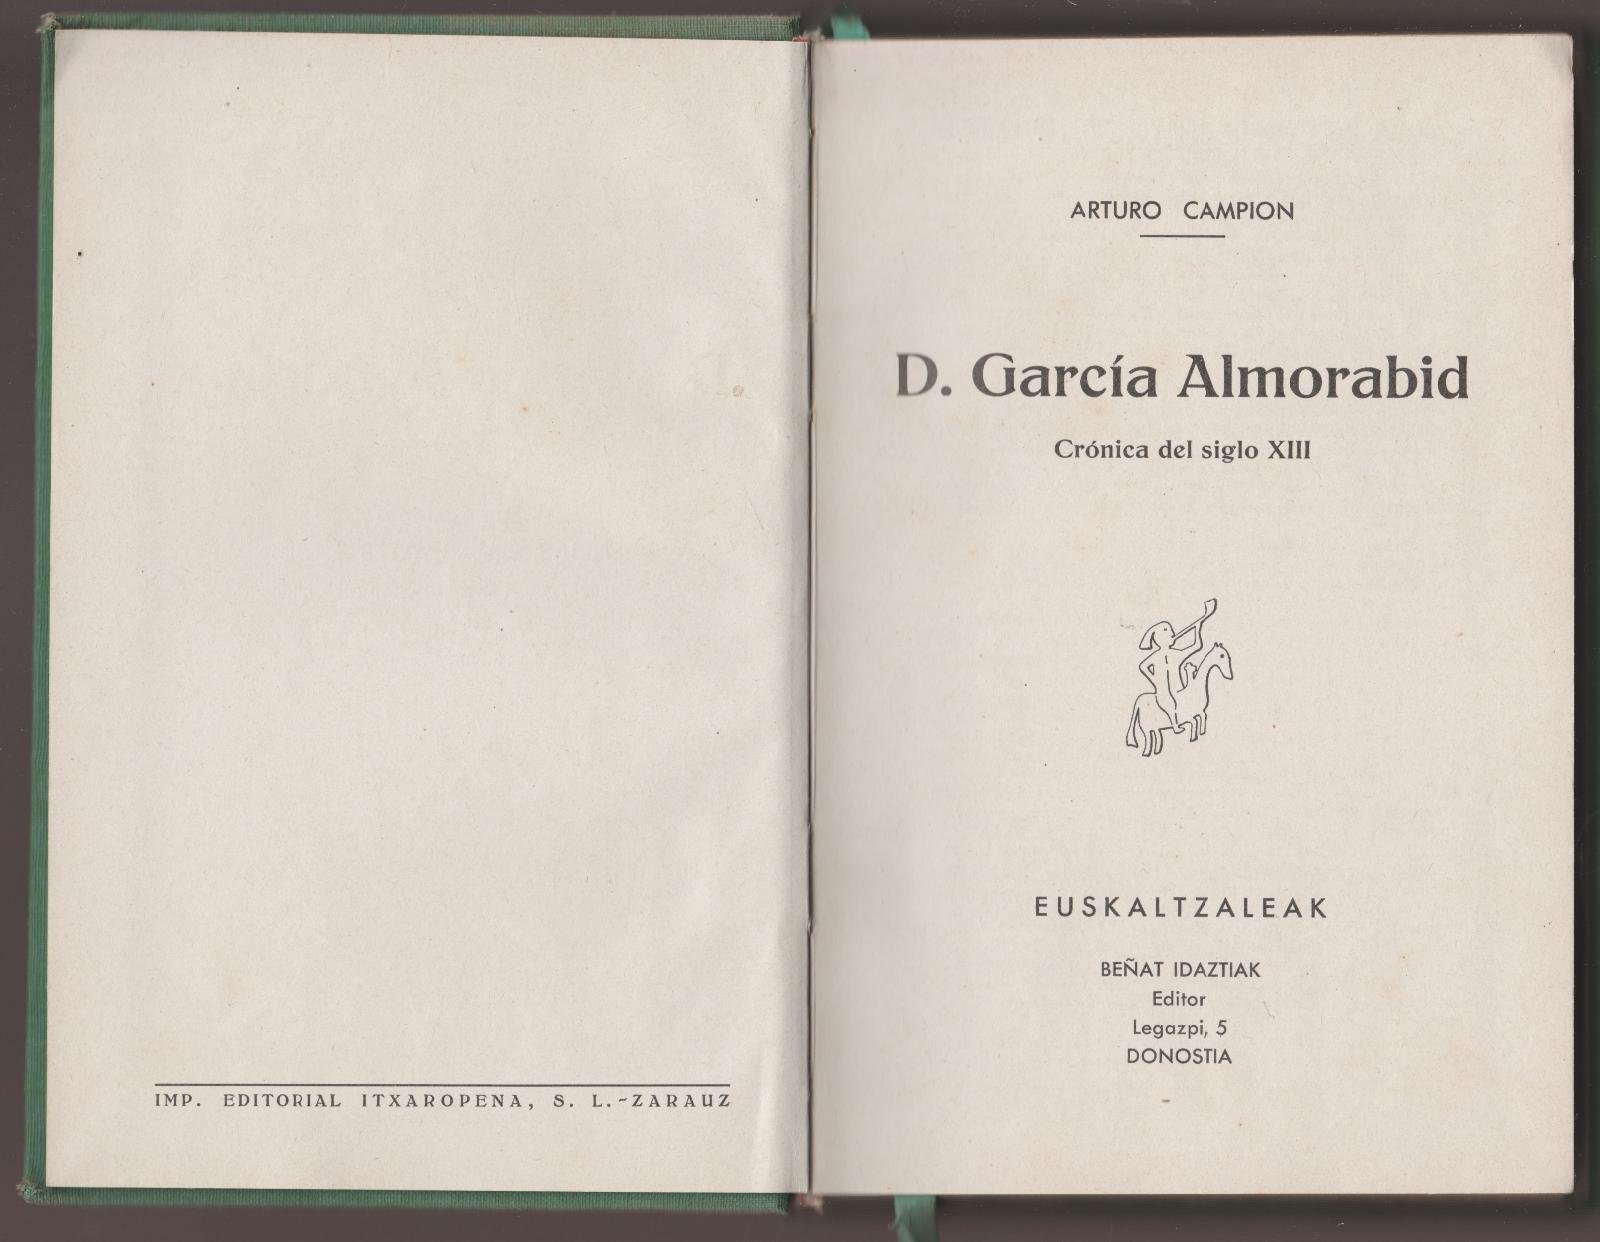 IMP. EDITORIAL ITXAROPENA, S. L.-ZARAUZ
ARTURO CAMPION
D. García Almorabid
Crónica del siglo XIII
EUSKALTZALEAK
BEÑAT IDAZTIAK
Editor
Legazpi, 5
DONOSTIA